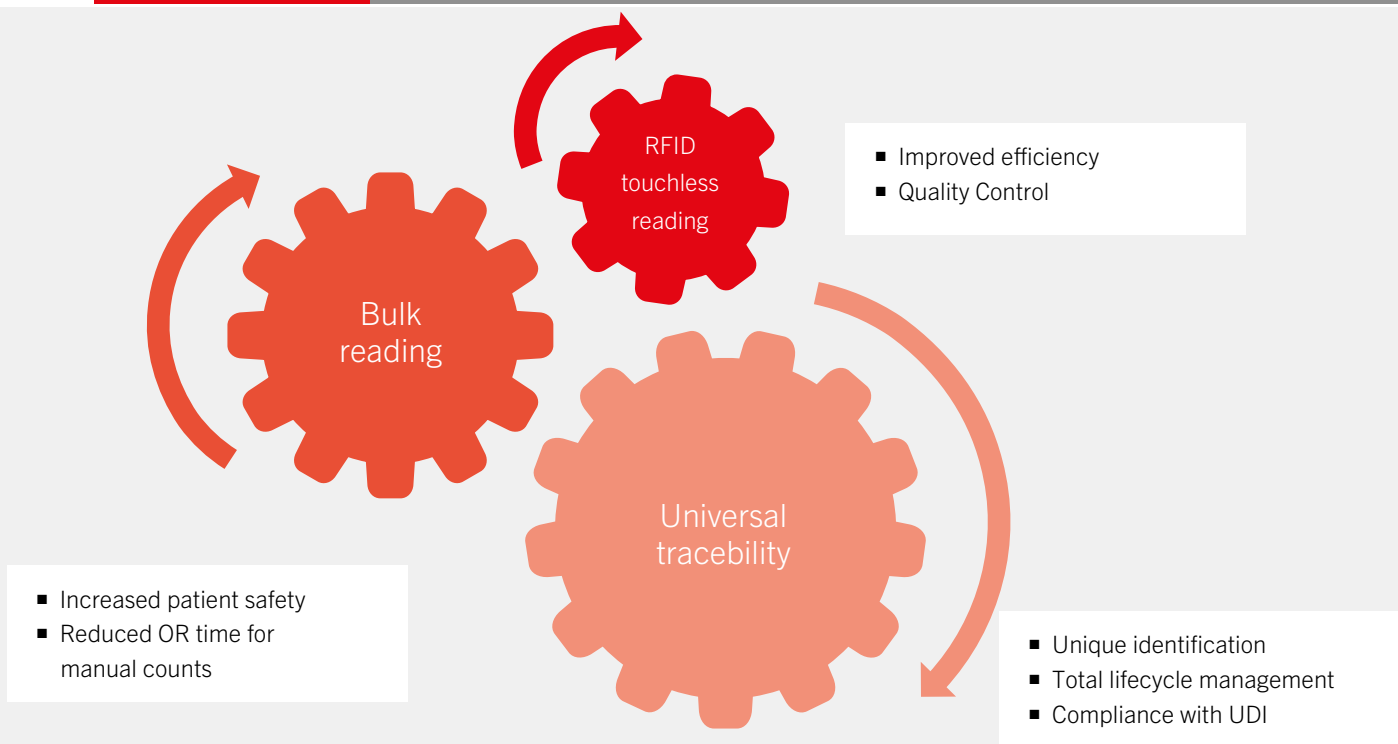 RFID
touchless
reading
■ Improved efficiency
■ Quality Control
Bulk
reading
Universal
tracebility
■ Increased patient safety
■ Reduced OR time for
manual counts
■ Unique identification
■ Total lifecycle management
■ Compliance with UDI